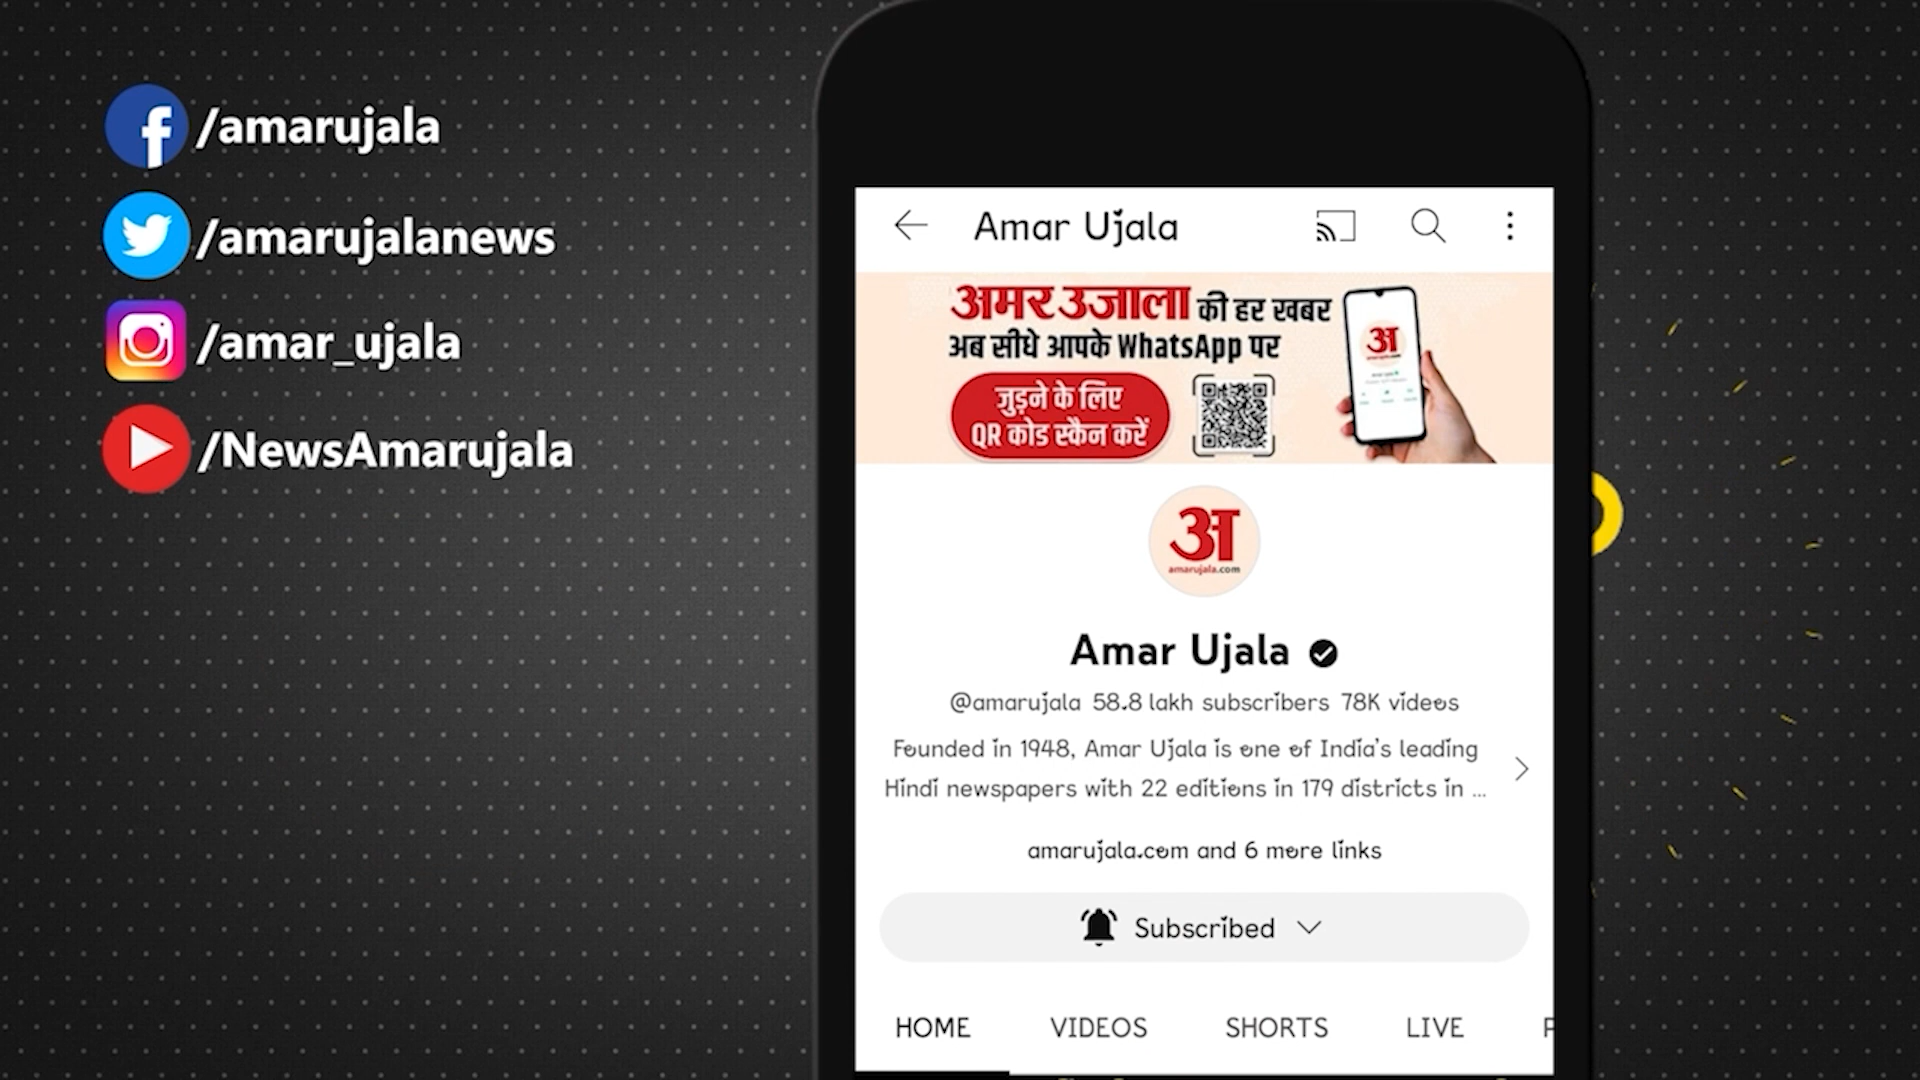 /amarujala
/amarujalanews
/amar_ujala
/NewsAmarujala
Amar Ujala
अमर उजाला की हर खबर
अब सीधे आपके WhatsApp पर
जुड़ने के लिए
QR कोड स्कैन करें
अ
अ
amarujala.com
Amar Ujala
@amarujala 58.8 lakh subscribers 78K videos
Founded in 1948, Amar Ujala is one of India's leading
Hindi newspapers with 22 editions in 179 districts in ...
amarujala.com and 6 more links
Subscribed
HOME VIDEOS SHORTS LIVE